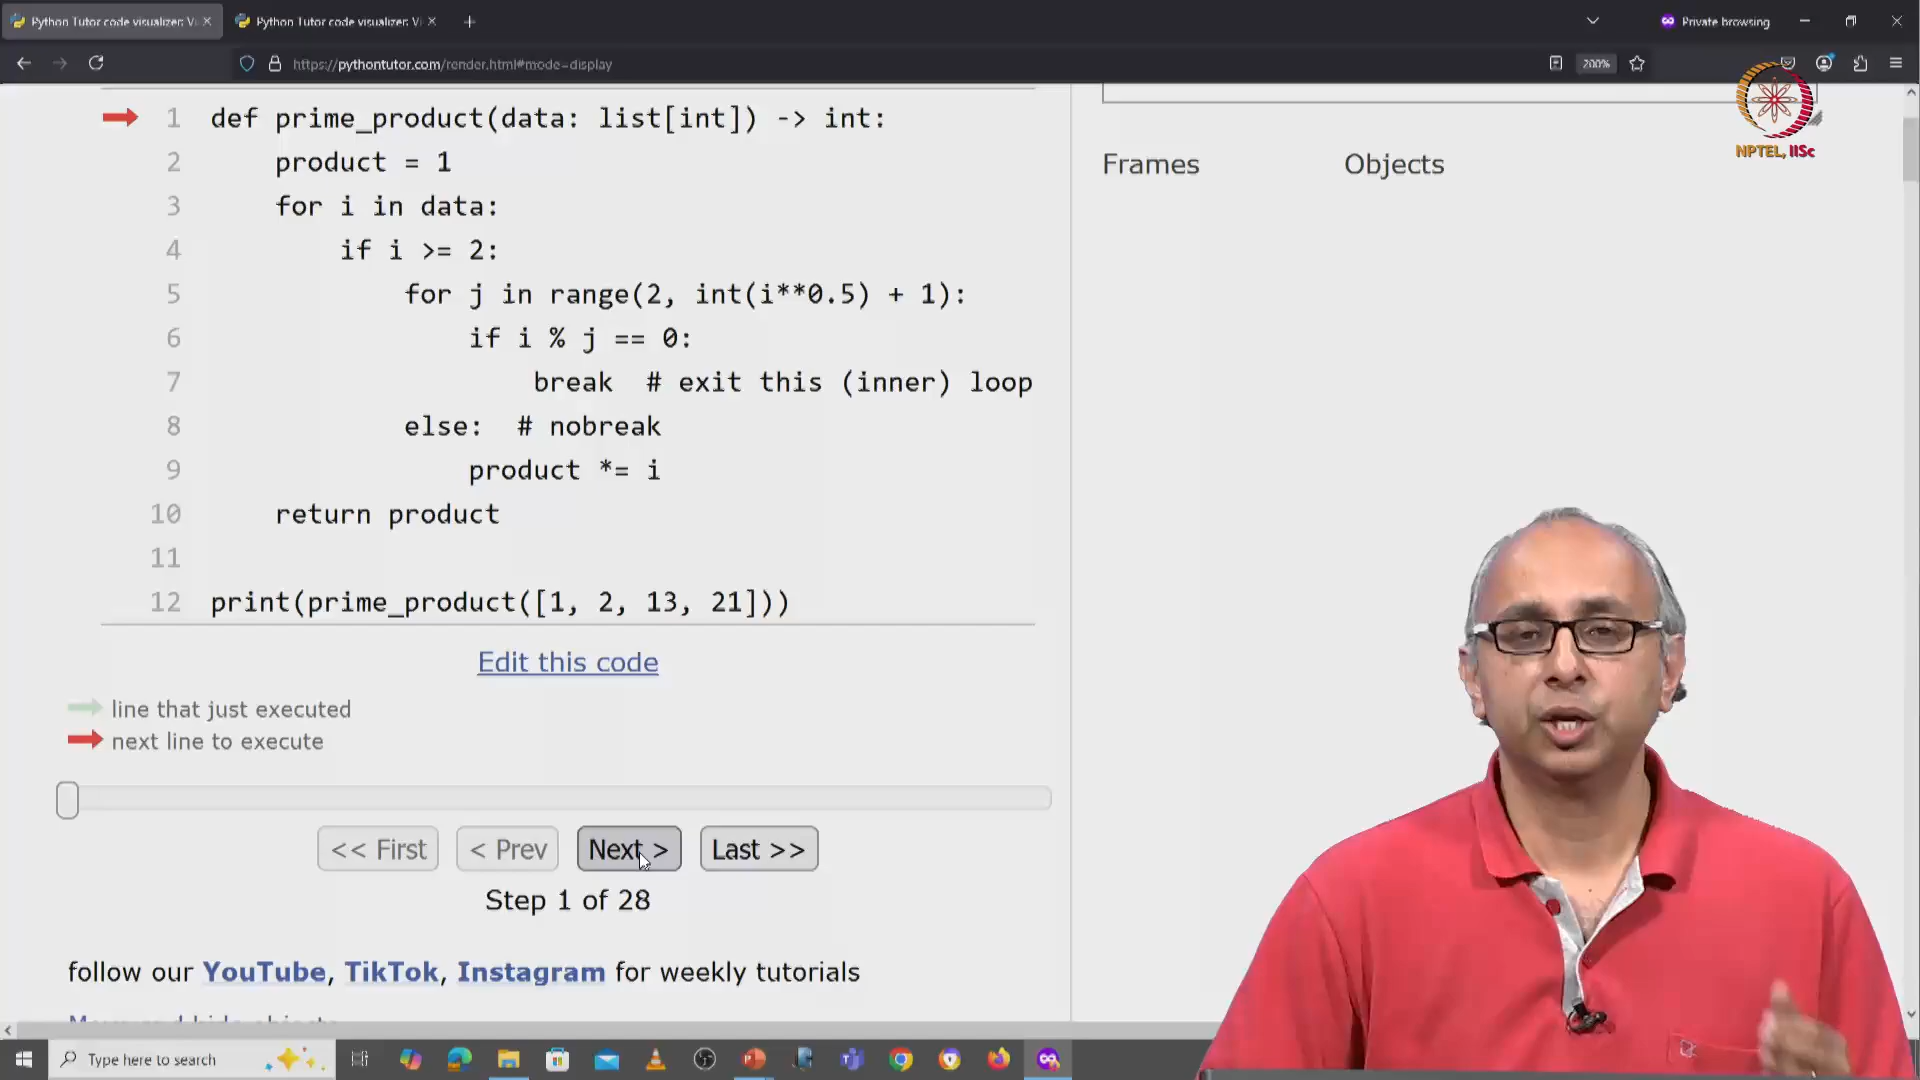 Python Tutor code visualizer: Vi
Python Tutor code visualizer: Vi
Private browsing
https://pythontutor.com/render.html#mode=display
200%
1 def prime_product(data: list[int]) -> int:
2 product = 1
3 for i in data:
4 if i >= 2:
5 for j in range(2, int(i**0.5) + 1):
6 if i % j == 0:
7 break # exit this (inner) loop
8 else: # nobreak
9 product *= i
10 return product
11
12 print(prime_product([1, 2, 13, 21]))
Edit this code
line that just executed
next line to execute
<< First
< Prev
Next >
Last >>
Step 1 of 28
follow our YouTube, TikTok, Instagram for weekly tutorials
Frames
Objects
NPTEL, IISc
Type here to search